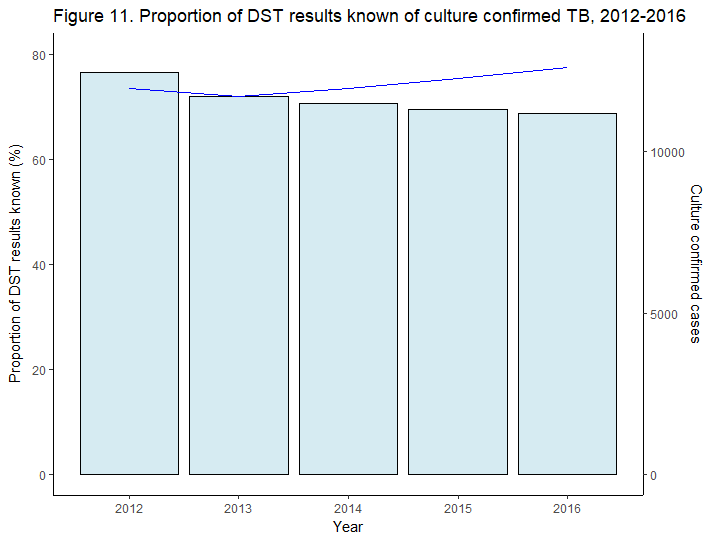 Figure 11. Proportion of DST results known of culture confirmed TB, 2012-2016
Proportion of DST results known (%)
80
60
40
20
0
10000
5000
0
Culture confirmed cases
2012 2013 2014 2015 2016
Year